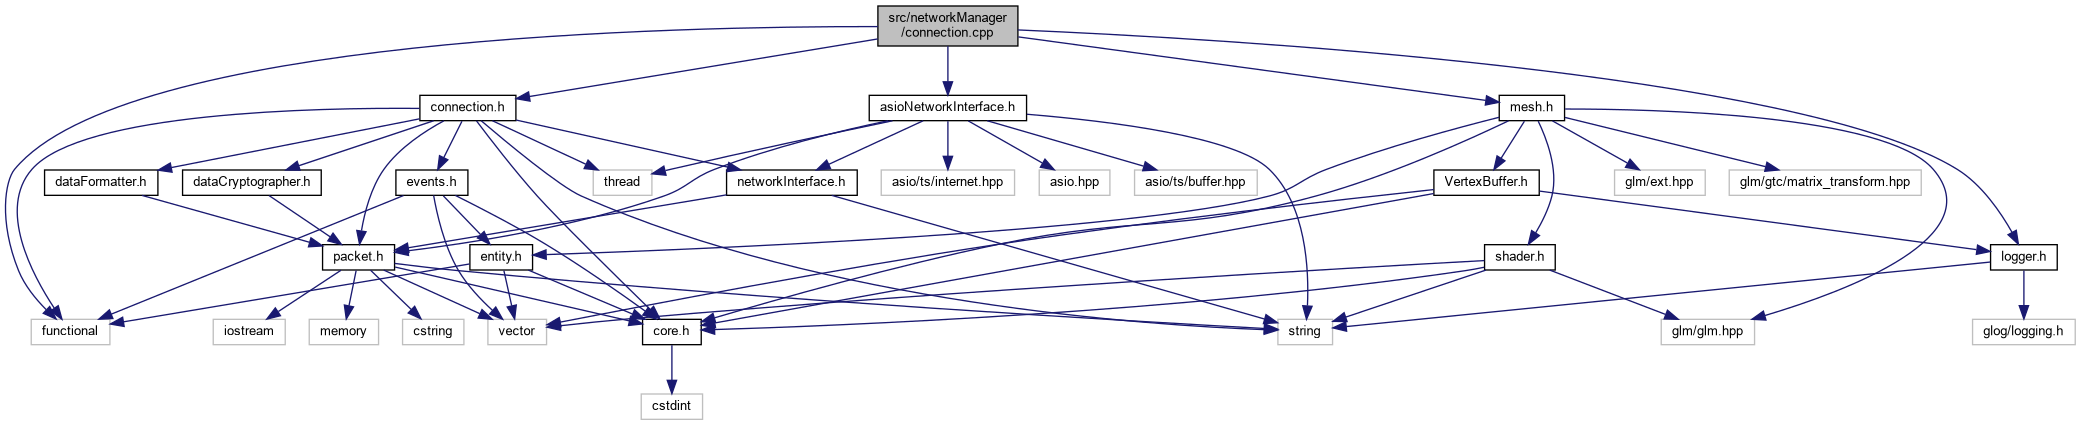 src/networkManager
/connection.cpp
connection.h
asioNetworkInterface.h
mesh.h
dataFormatter.h
dataCryptographer.h
events.h
thread
networkInterface.h
asio/ts/internet.hpp
asio.hpp
asio/ts/buffer.hpp
VertexBuffer.h
glm/ext.hpp
glm/gtc/matrix_transform.hpp
packet.h
entity.h
shader.h
logger.h
functional
iostream
memory
cstring
vector
core.h
string
glm/glm.hpp
glog/logging.h
cstdint